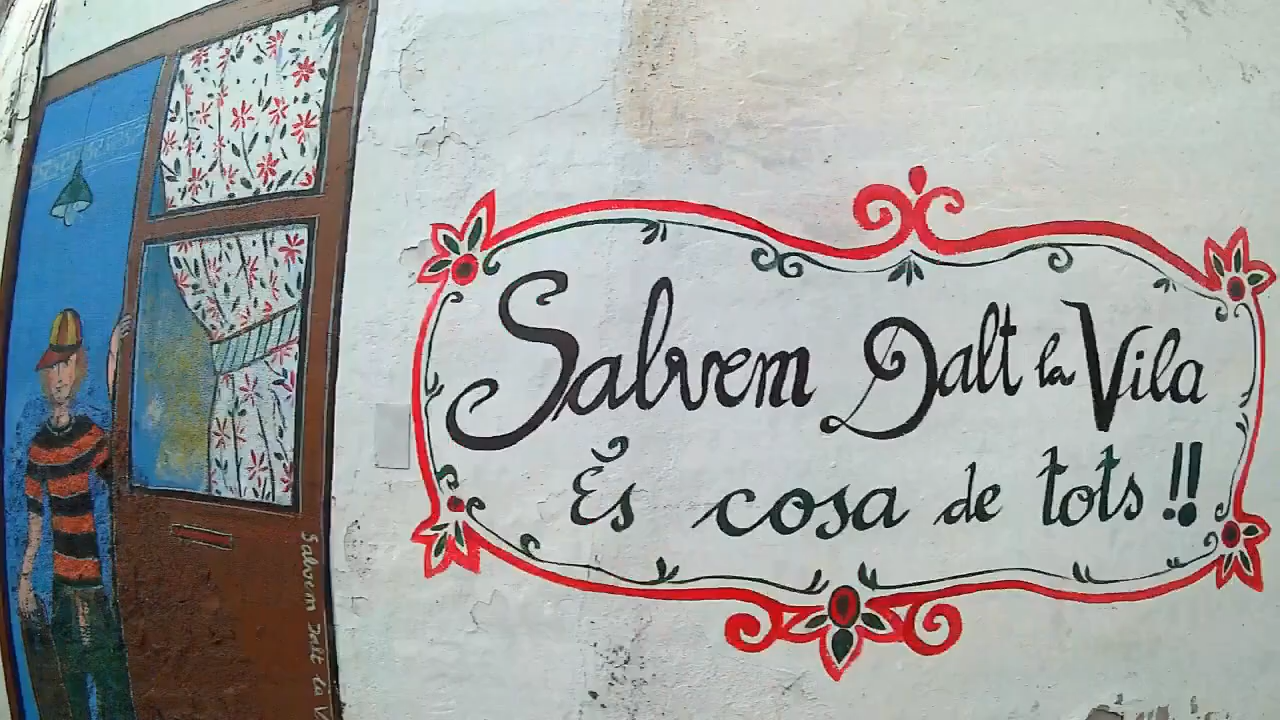 Salvem Dalt la Vila
És cosa de tots !!
Salvem Dalt la V